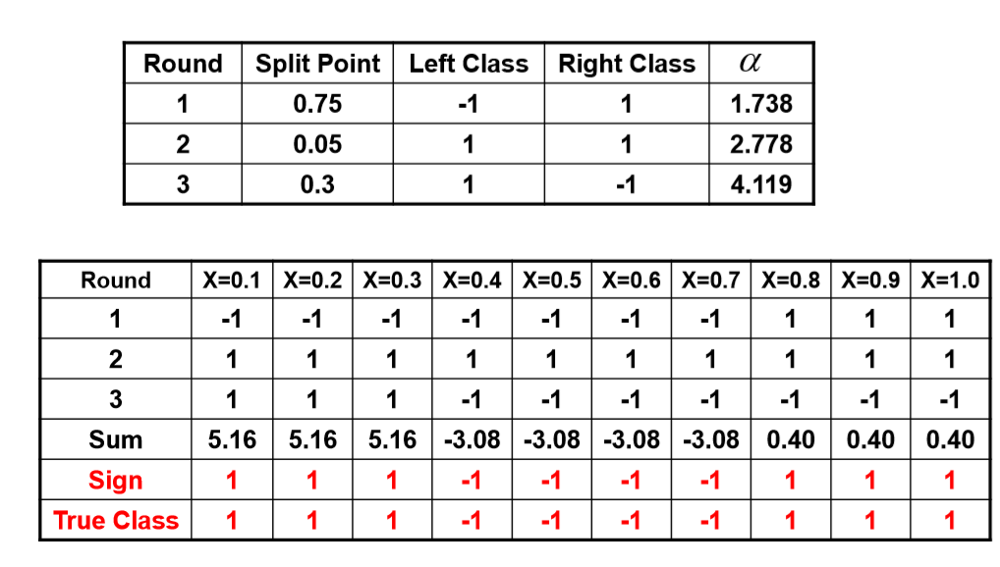 Round Split Point Left Class Right Class α
1 0.75 -1 1 1.738
2 0.05 1 1 2.778
3 0.3 1 -1 4.119
Round X=0.1 X=0.2 X=0.3 X=0.4 X=0.5 X=0.6 X=0.7 X=0.8 X=0.9 X=1.0
1 -1 -1 -1 -1 -1 -1 -1 1 1 1
2 1 1 1 1 1 1 1 1 1 1
3 1 1 1 -1 -1 -1 -1 -1 -1 -1
Sum 5.16 5.16 5.16 -3.08 -3.08 -3.08 -3.08 0.40 0.40 0.40
Sign 1 1 1 -1 -1 -1 -1 1 1 1
True Class 1 1 1 -1 -1 -1 -1 1 1 1